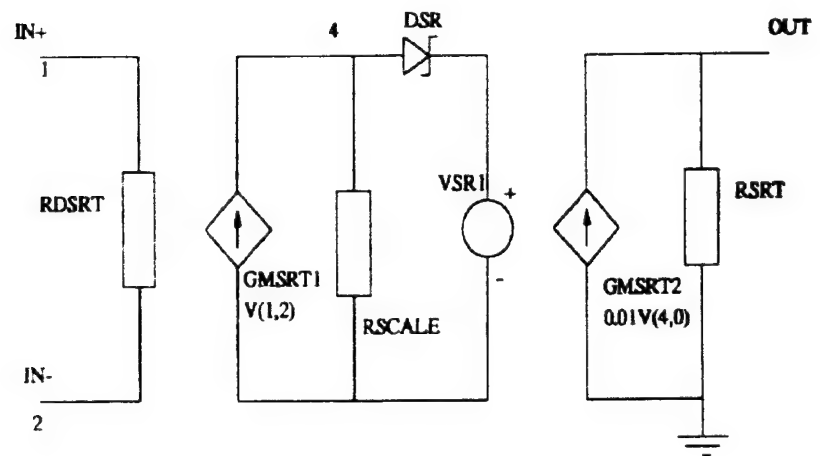 IN+
1
4
DSR
OUT
RDSRT
VSR1
+
-
RSRT
GMSRT1
V(1,2)
RSCALE
GMSRT2
0.01V(4,0)
IN-
2